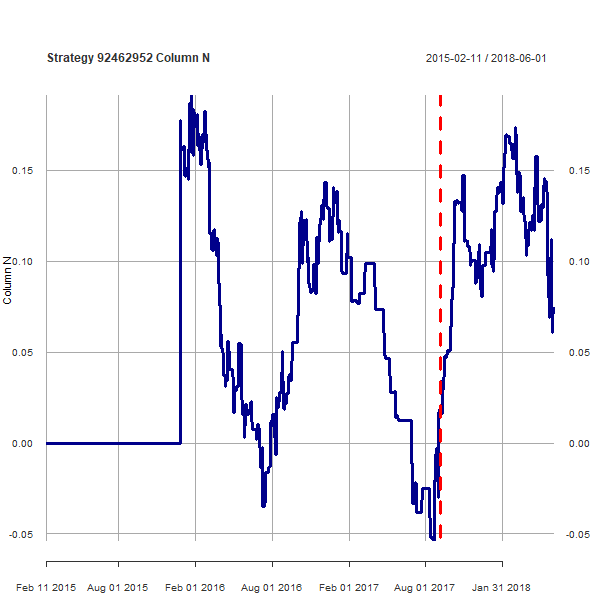 Strategy 92462952 Column N 2015-02-11 / 2018-06-01
0.15 0.15
0.10 0.10
Column N
0.05 0.05
0.00 0.00
-0.05 -0.05
Feb 11 2015 Aug 01 2015 Feb 01 2016 Aug 01 2016 Feb 01 2017 Aug 01 2017 Jan 31 2018